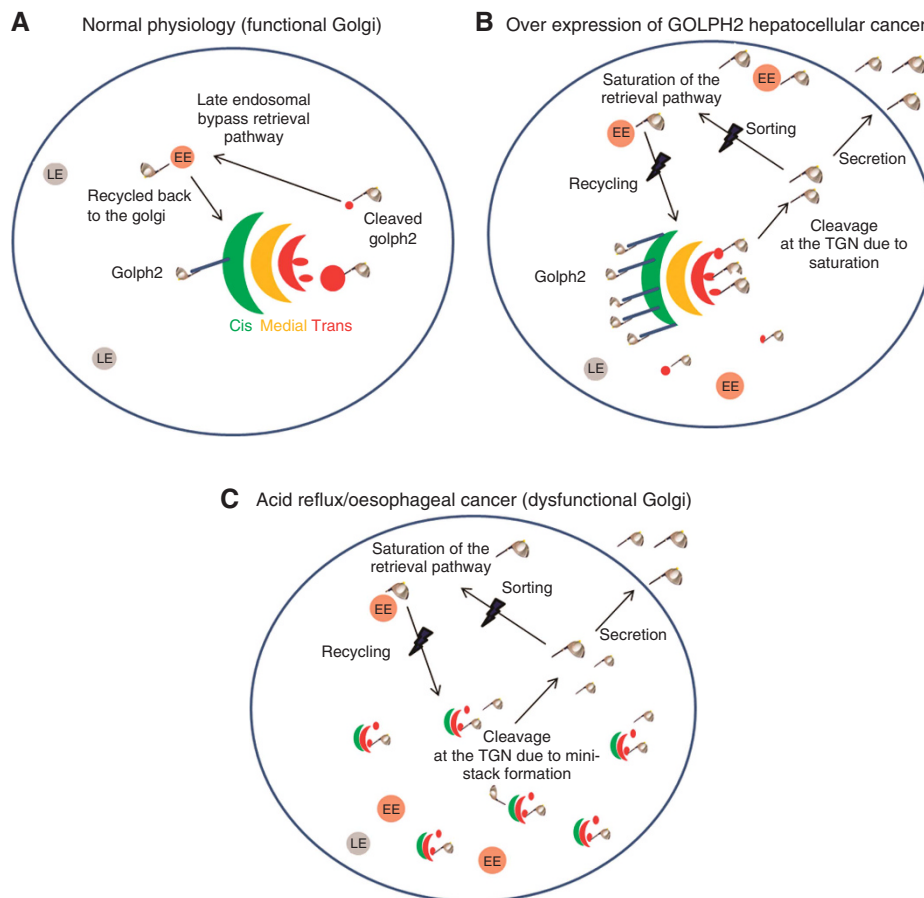 A Normal physiology (functional Golgi)
Late endosomal
bypass retrieval
pathway
EE
LE
Recycled back
to the golgi
Cleaved
golph2
Golph2
Cis Medial Trans
LE
B Over expression of GOLPH2 hepatocellular cancer
Saturation of the
retrieval pathway
EE
EE
Sorting
Secretion
Recycling
Cleavage
at the TGN due to
saturation
Golph2
LE
EE
C Acid reflux/oesophageal cancer (dysfunctional Golgi)
Saturation of the
retrieval pathway
Sorting
EE
Secretion
Recycling
Cleavage
at the TGN due to mini-
stack formation
EE
LE
EE